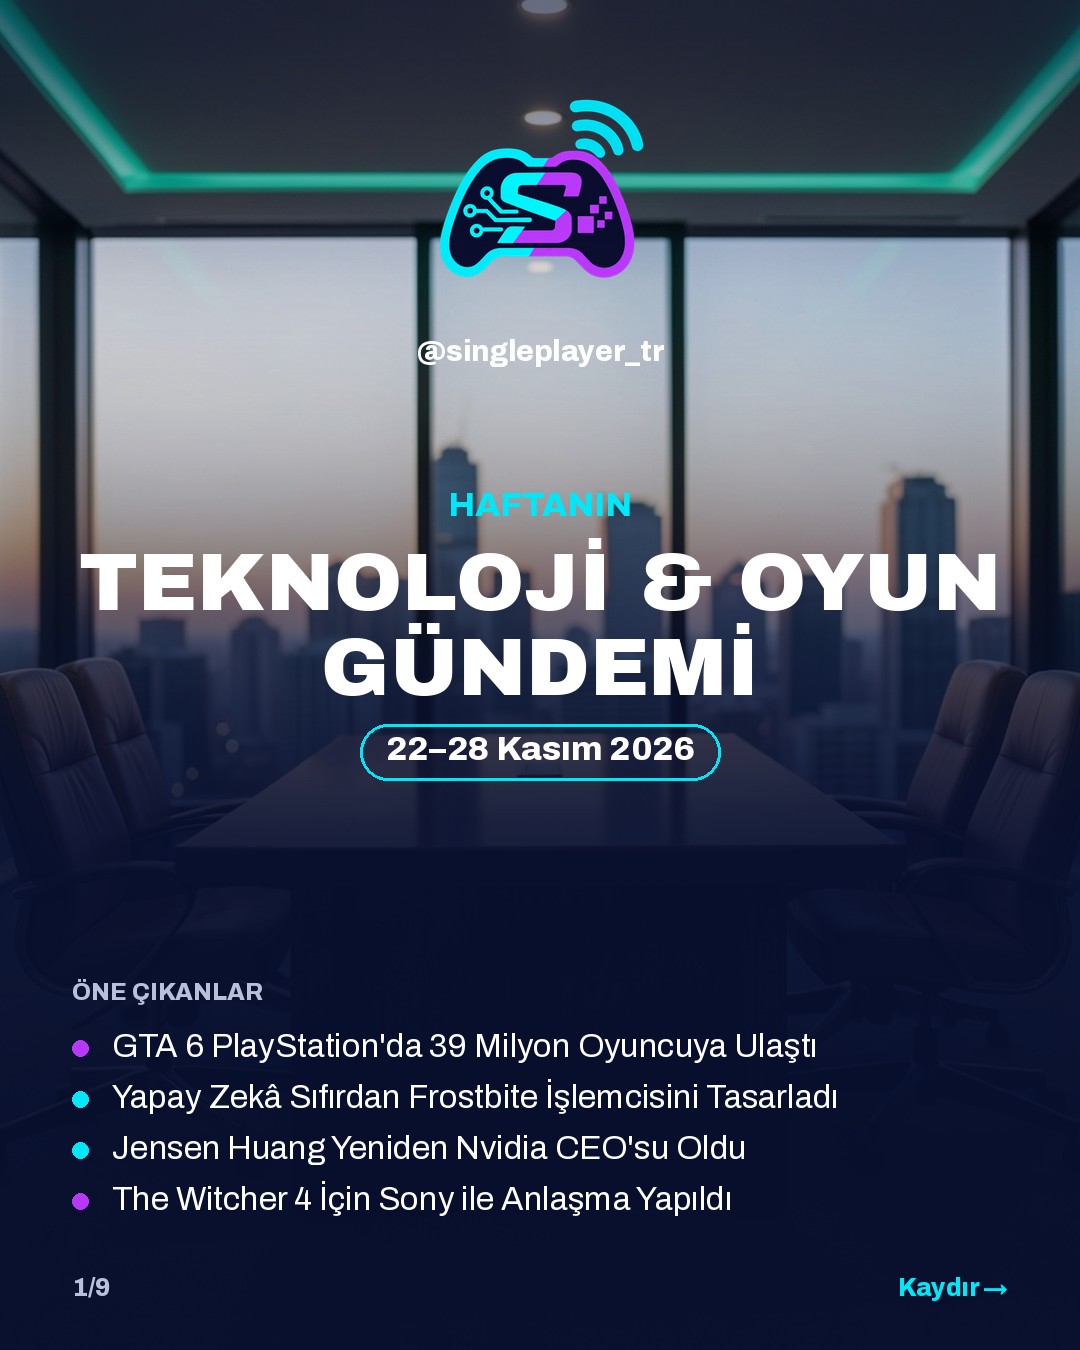 @singleplayer_tr
HAFTANIN
TEKNOLOJİ & OYUN
GÜNDEMİ
22–28 Kasım 2026
ÖNE ÇIKANLAR
GTA 6 PlayStation'da 39 Milyon Oyuncuya Ulaştı
Yapay Zekâ Sıfırdan Frostbite İşlemcisini Tasarladı
Jensen Huang Yeniden Nvidia CEO'su Oldu
The Witcher 4 İçin Sony ile Anlaşma Yapıldı
1/9
Kaydır→